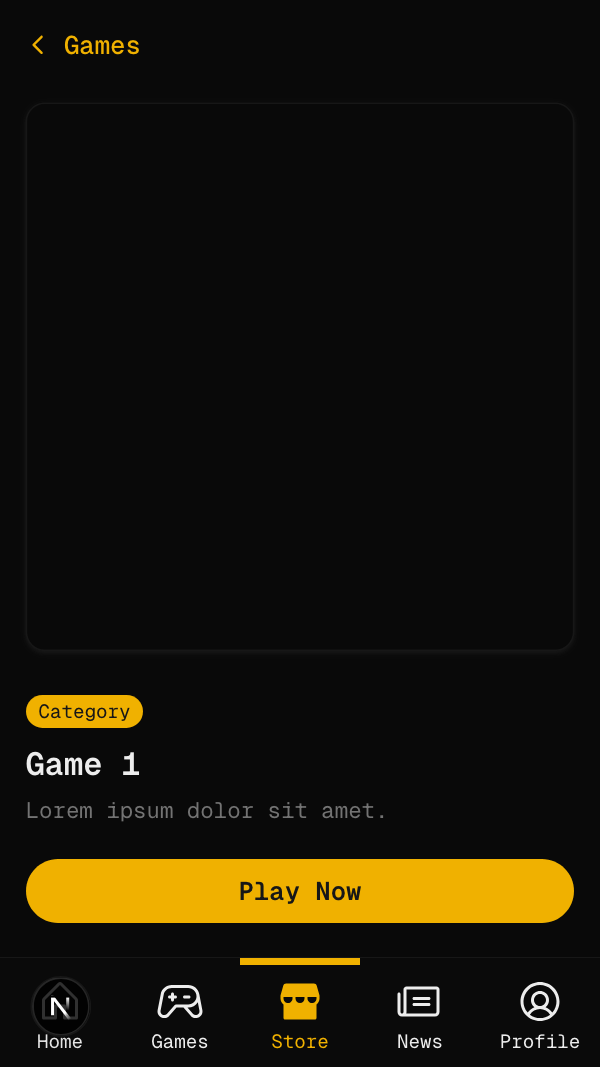 Games
Category
Game 1
Lorem ipsum dolor sit amet.
Play Now
N
Home
Games
Store
News
Profile